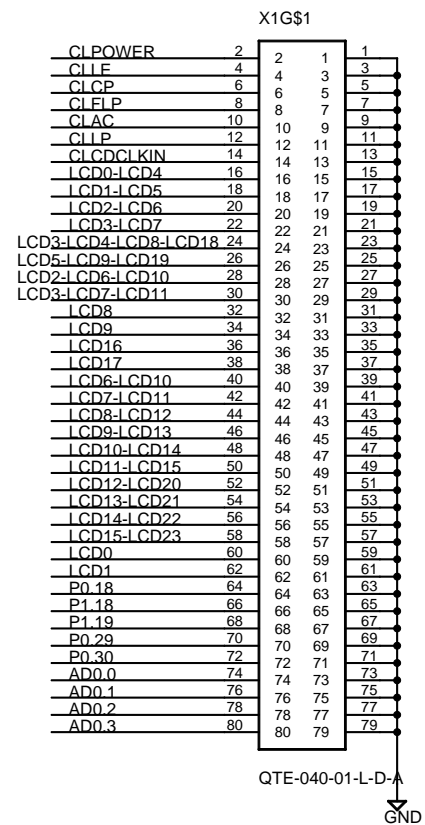 X1G$1
CLPOWER 2 2 1 1
CLLE 4 4 3 3
CLCP 6 6 5 5
CLFLP 8 8 7 7
CLAC 10 10 9 9
CLLP 12 12 11 11
CLCDCLKIN 14 14 13 13
LCD0-LCD4 16 16 15 15
LCD1-LCD5 18 18 17 17
LCD2-LCD6 20 20 19 19
LCD3-LCD7 22 22 21 21
LCD3-LCD4-LCD8-LCD18 24 24 23 23
LCD5-LCD9-LCD19 26 26 25 25
LCD2-LCD6-LCD10 28 28 27 27
LCD3-LCD7-LCD11 30 30 29 29
LCD8 32 32 31 31
LCD9 34 34 33 33
LCD16 36 36 35 35
LCD17 38 38 37 37
LCD6-LCD10 40 40 39 39
LCD7-LCD11 42 42 41 41
LCD8-LCD12 44 44 43 43
LCD9-LCD13 46 46 45 45
LCD10-LCD14 48 48 47 47
LCD11-LCD15 50 50 49 49
LCD12-LCD20 52 52 51 51
LCD13-LCD21 54 54 53 53
LCD14-LCD22 56 56 55 55
LCD15-LCD23 58 58 57 57
LCD0 60 60 59 59
LCD1 62 62 61 61
P0.18 64 64 63 63
P1.18 66 66 65 65
P1.19 68 68 67 67
P0.29 70 70 69 69
P0.30 72 72 71 71
AD0.0 74 74 73 73
AD0.1 76 76 75 75
AD0.2 78 78 77 77
AD0.3 80 80 79 79
QTE-040-01-L-D-A
GND